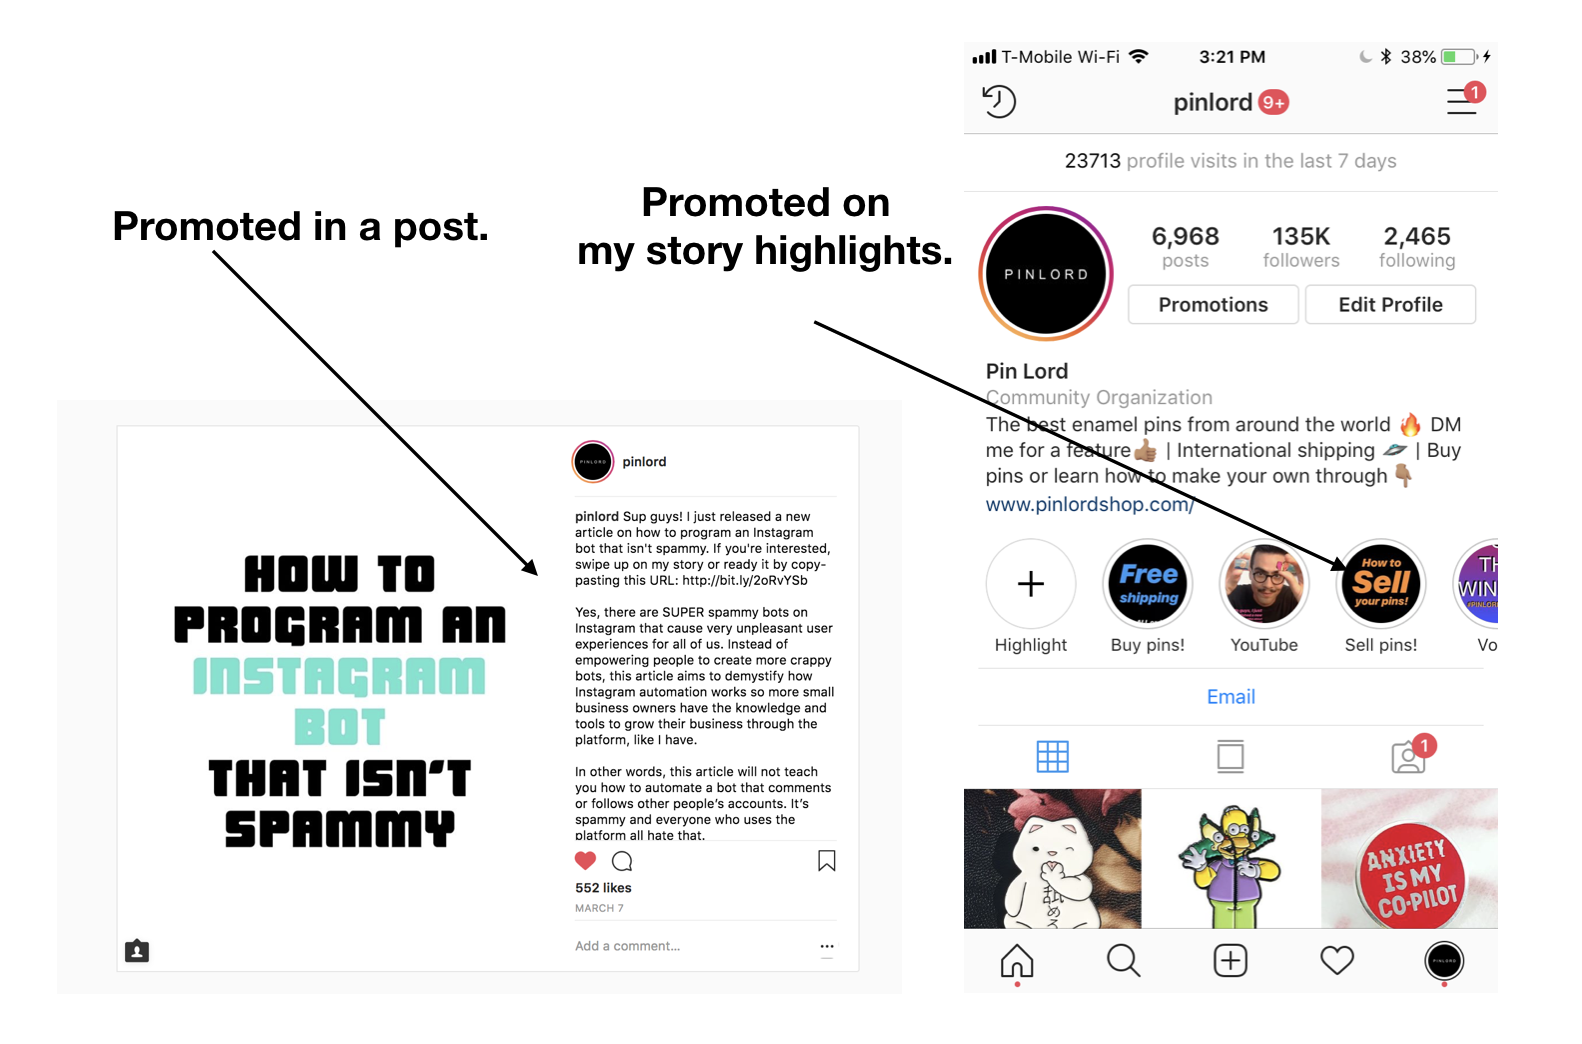 Promoted in a post.
Promoted on
my story highlights.
HOW TO
PROGRAM AN
INSTAGRAM
BOT
THAT ISN'T
SPAMMY
PINLORD
pinlord
pinlord Sup guys! I just released a new
article on how to program an Instagram
bot that isn't spammy. If you're interested,
swipe up on my story or ready it by copy-
pasting this URL: http://bit.ly/2oRvYSb
Yes, there are SUPER spammy bots on
Instagram that cause very unpleasant user
experiences for all of us. Instead of
empowering people to create more crappy
bots, this article aims to demystify how
Instagram automation works so more small
business owners have the knowledge and
tools to grow their business through the
platform, like I have.
In other words, this article will not teach
you how to automate a bot that comments
or follows other people's accounts. It's
spammy and everyone who uses the
platform all hate that.
552 likes
MARCH 7
Add a comment...
T-Mobile Wi-Fi 3:21 PM 38%
pinlord 9+ 1
23713 profile visits in the last 7 days
PINLORD
6,968 135K 2,465
posts followers following
Promotions Edit Profile
Pin Lord
Community Organization
The best enamel pins from around the world 🔥 DM
me for a feature 👍🏽 | International shipping 🛸 | Buy
pins or learn how to make your own through 👇🏽
www.pinlordshop.com/
Free
shipping
How to
Sell
your pins!
TH
WIN
#PINLOR
Highlight Buy pins! YouTube Sell pins! Vo
Email
1
舐める
ANXIETY
IS MY
CO-PILOT
PINLORD